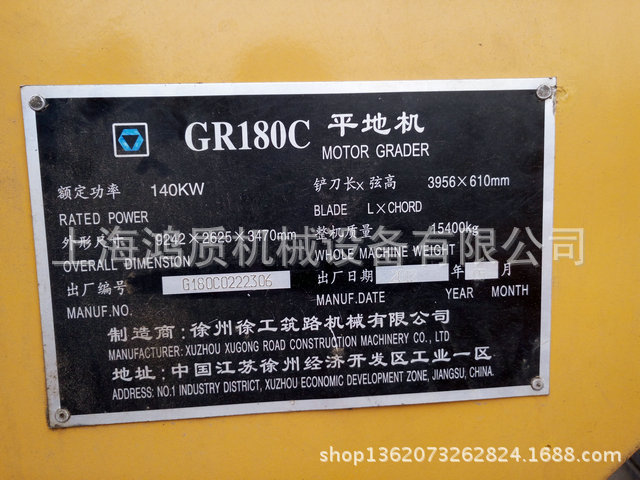 GR180C 平地机
MOTOR GRADER
额定功率 140KW 铲刀长x弦高 3956×610mm
RATED POWER BLADE L×CHORD
外形尺寸 9242×2625×3470mm 整机质量 15400kg
OVERALL DIMENSION WHOLE MACHINE WEIGHT
出厂编号 G180C0222306 出厂日期 年 月
MANUF.NO. MANUF.DATE YEAR MONTH
制造商:徐州徐工筑路机械有限公司
MANUFACTURER: XUZHOU XUGONG ROAD CONSTRUCTION MACHINERY CO., LTD
地址:中国江苏徐州经济开发区工业一区
ADDRESS: NO.1 INDUSTRY DISTRICT, XUZHOU ECONOMIC DEVELOPMENT ZONE, JIANGSU, CHINA.
上海鸿贡机械设备有限公司
shop1362073262824.1688.com